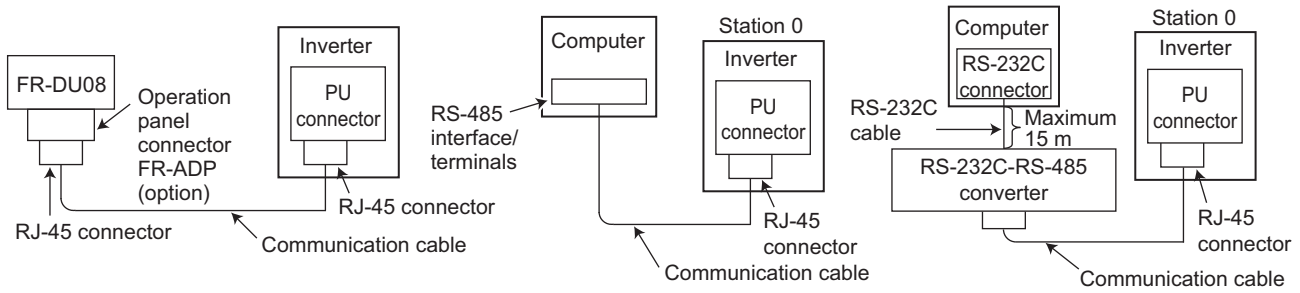 FR-DU08
Operation
panel
connector
FR-ADP
(option)
RJ-45 connector
Inverter
PU
connector
RJ-45 connector
Communication cable
Computer
RS-485
interface/
terminals
Station 0
Inverter
PU
connector
RJ-45
connector
Communication cable
Computer
RS-232C
connector
RS-232C
cable
Maximum
15 m
RS-232C-RS-485
converter
Station 0
Inverter
PU
connector
RJ-45
connector
Communication cable